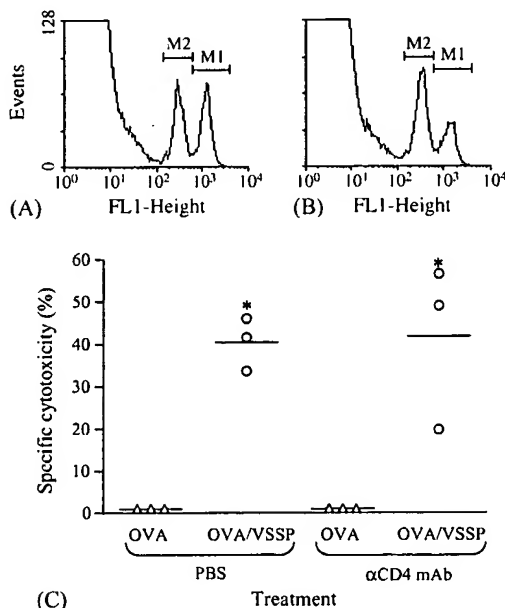 128
Events
0
M2
M1
10⁰ 10¹ 10² 10³ 10⁴
(A)
FL1-Height
M2
M1
10⁰ 10¹ 10² 10³ 10⁴
(B)
FL1-Height
Specific cytotoxicity (%)
60
50
40
30
20
10
0
*
*
OVA OVA/VSSP OVA OVA/VSSP
PBS αCD4 mAb
(C)
Treatment